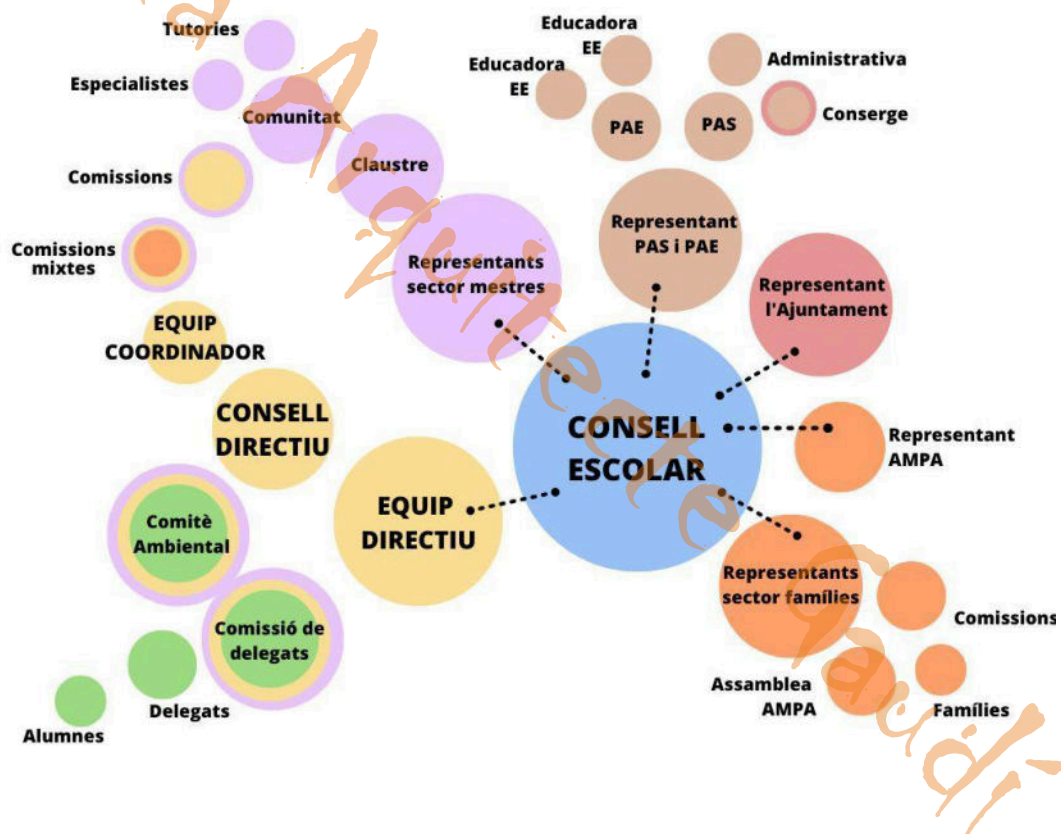 Tutories
Especialistes
Comunitat
Claustre
Comissions
Comissions
mixtes
Representants
sector mestres
Educadora
EE
Educadora
EE
PAE
PAS
Administrativa
Conserge
Representant
PAS i PAE
Representant
l'Ajuntament
EQUIP
COORDINADOR
CONSELL
DIRECTIU
EQUIP
DIRECTIU
CONSELL
ESCOLAR
Representant
AMPA
Representants
sector famílies
Comissions
Assamblea
AMPA
Famílies
Comitè
Ambiental
Comissió de
delegats
Delegats
Alumnes
Arquitecte Gaudí